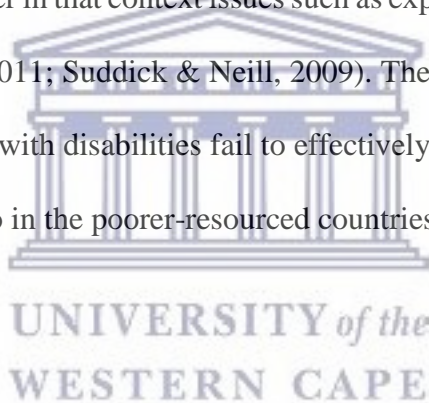 er in that context issues such as exp
011; Suddick & Neill, 2009). The
with disabilities fail to effectively
in the poorer-resourced countries
UNIVERSITY of the
WESTERN CAPE